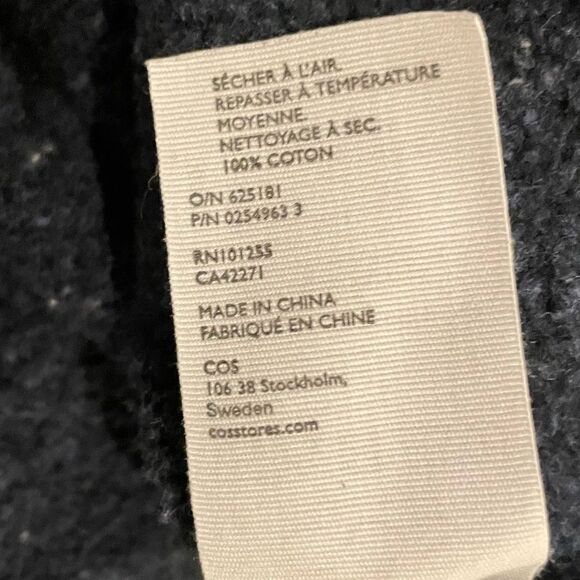 SÉCHER À L'AIR.
REPASSER À TEMPÉRATURE
MOYENNE.
NETTOYAGE À SEC.
100% COTON
O/N 625181
P/N 0254963 3
RN101255
CA42271
MADE IN CHINA
FABRIQUÉ EN CHINE
COS
106 38 Stockholm,
Sweden
cosstores.com